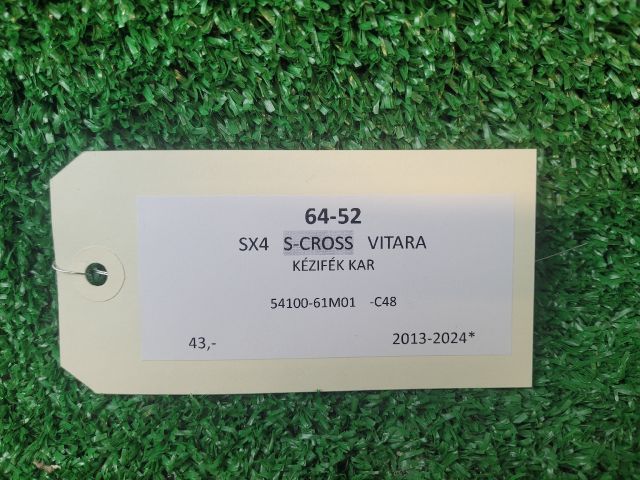 64-52
SX4 S-CROSS VITARA
KÉZIFÉK KAR
54100-61M01 -C48
43,- 2013-2024*